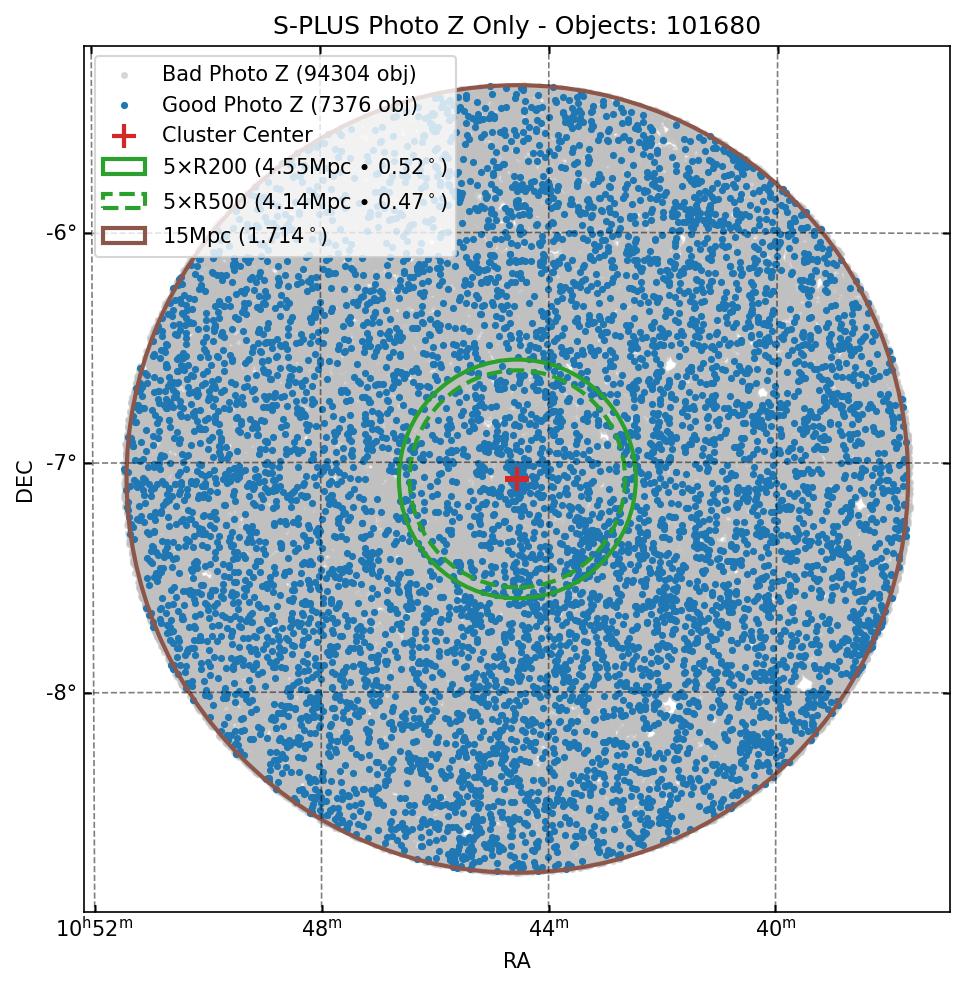 S-PLUS Photo Z Only - Objects: 101680
Bad Photo Z (94304 obj)
Good Photo Z (7376 obj)
Cluster Center
5×R200 (4.55Mpc • 0.52°)
5×R500 (4.14Mpc • 0.47°)
15Mpc (1.714°)
-6°
-7°
-8°
DEC
10ʰ52ᵐ 48ᵐ 44ᵐ 40ᵐ
RA